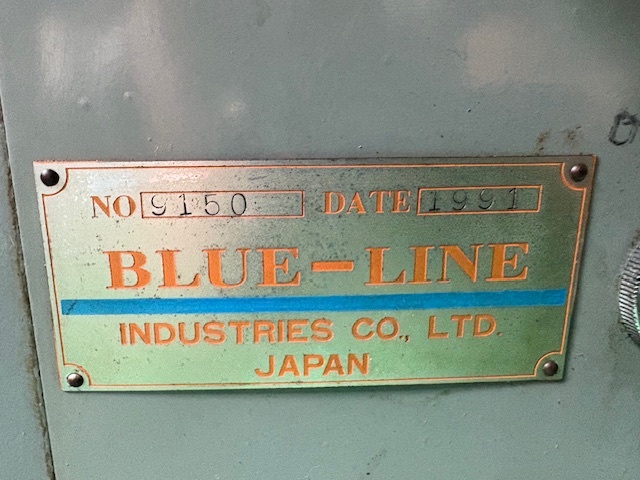 NO 9150 DATE 1991
BLUE-LINE
INDUSTRIES CO., LTD.
JAPAN